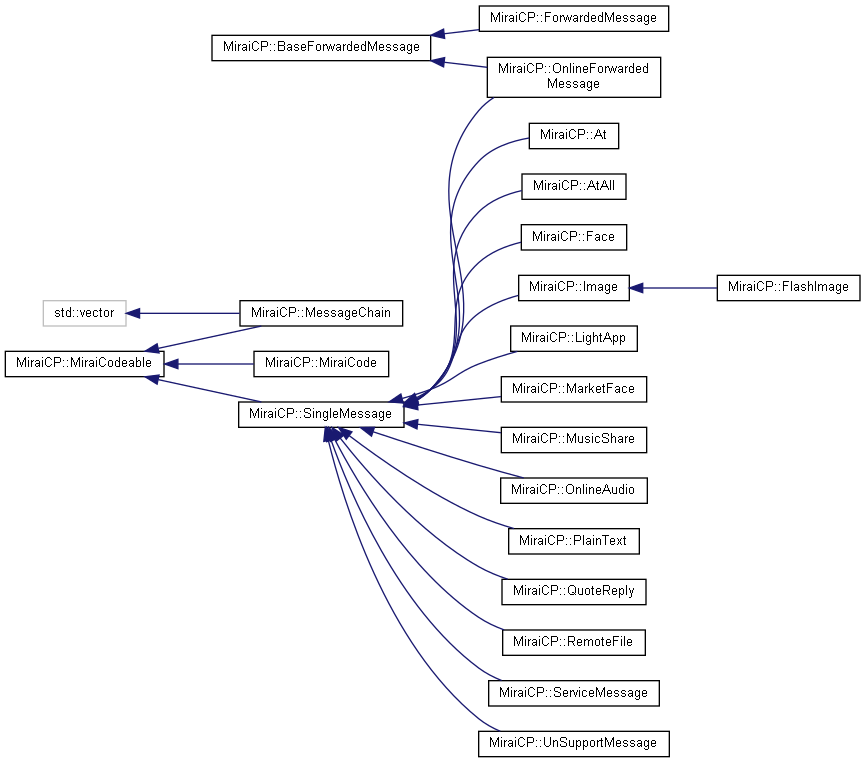 MiraiCP::ForwardedMessage
MiraiCP::BaseForwardedMessage
MiraiCP::OnlineForwarded
Message
MiraiCP::At
MiraiCP::AtAll
MiraiCP::Face
MiraiCP::Image
MiraiCP::FlashImage
std::vector
MiraiCP::MessageChain
MiraiCP::LightApp
MiraiCP::MiraiCodeable
MiraiCP::MiraiCode
MiraiCP::MarketFace
MiraiCP::SingleMessage
MiraiCP::MusicShare
MiraiCP::OnlineAudio
MiraiCP::PlainText
MiraiCP::QuoteReply
MiraiCP::RemoteFile
MiraiCP::ServiceMessage
MiraiCP::UnSupportMessage